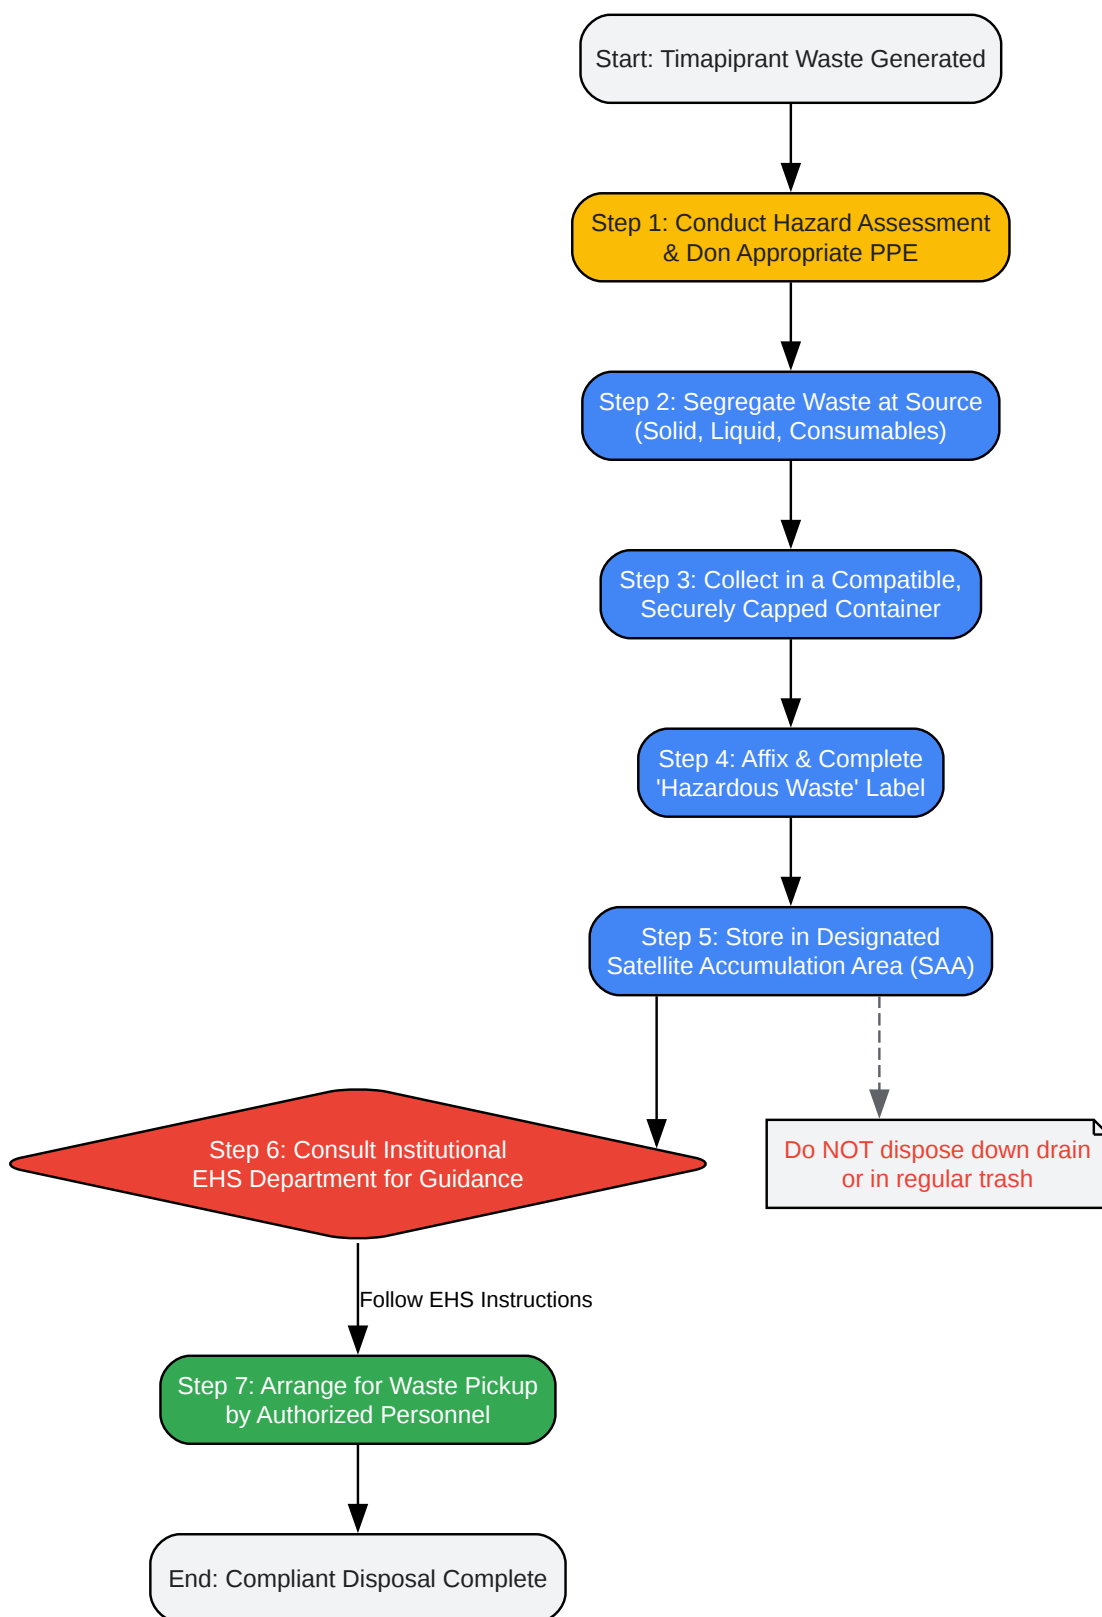 Start: Timapiprant Waste Generated
Step 1: Conduct Hazard Assessment
& Don Appropriate PPE
Step 2: Segregate Waste at Source
(Solid, Liquid, Consumables)
Step 3: Collect in a Compatible,
Securely Capped Container
Step 4: Affix & Complete
'Hazardous Waste' Label
Step 5: Store in Designated
Satellite Accumulation Area (SAA)
Step 6: Consult Institutional
EHS Department for Guidance
Do NOT dispose down drain
or in regular trash
Follow EHS Instructions
Step 7: Arrange for Waste Pickup
by Authorized Personnel
End: Compliant Disposal Complete